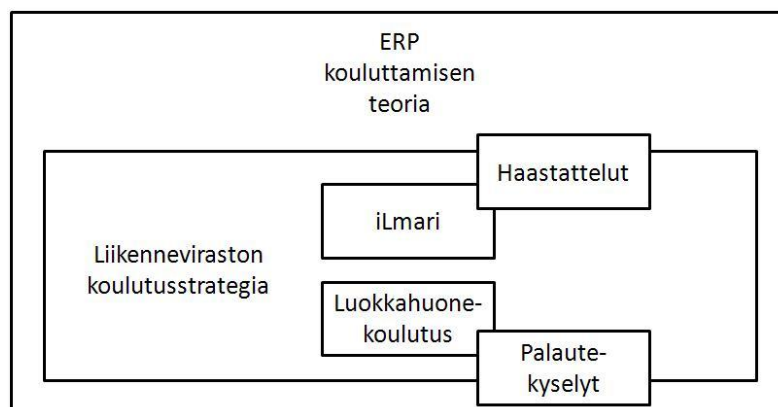 ERP
kouluttamisen
teoria
Haastattelut
iLmari
Liikenneviraston
koulutusstrategia
Luokkahuone-
koulutus
Palaute-
kyselyt